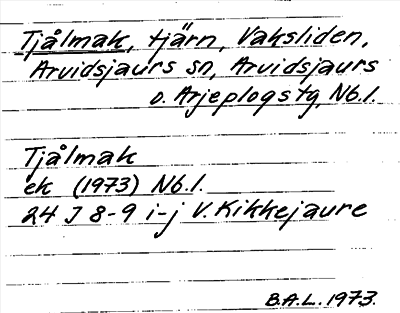 Tjålmak, tjärn, Vaksliden,
Arvidsjaurs sn, Arvidsjaurs
o. Arjeplogs tg, Nb.l.
Tjålmak
ek (1973) Nb.l.
24 J 8-9 i-j V. Kikkejaure
B.A.L. 1973.